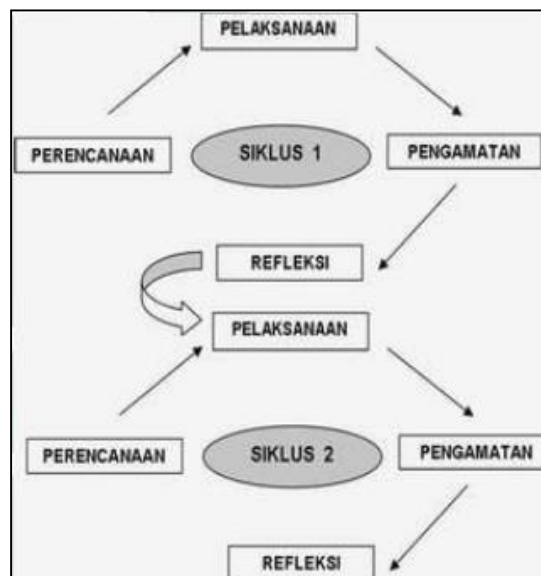 PELAKSANAAN
PERENCANAAN
SIKLUS 1
PENGAMATAN
REFLEKSI
PELAKSANAAN
PERENCANAAN
SIKLUS 2
PENGAMATAN
REFLEKSI